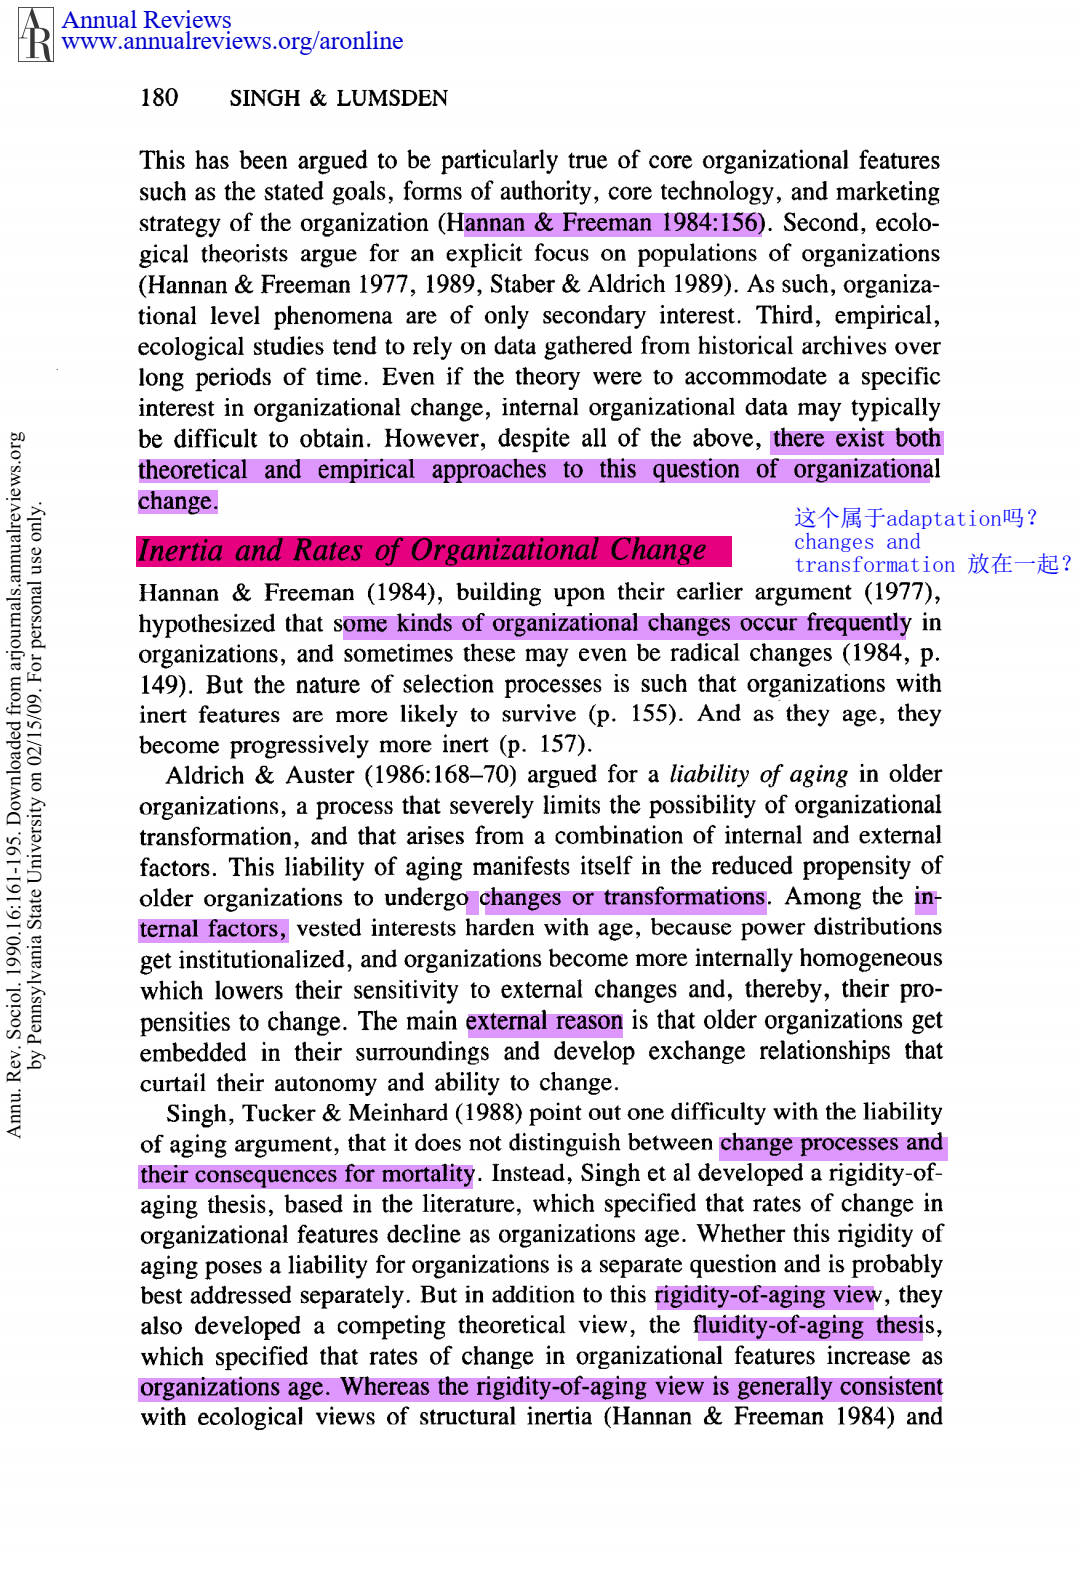 Annual Reviews
www.annualreviews.org/aronline
180 SINGH & LUMSDEN
This has been argued to be particularly true of core organizational features
such as the stated goals, forms of authority, core technology, and marketing
strategy of the organization (Hannan & Freeman 1984:156). Second, ecolo-
gical theorists argue for an explicit focus on populations of organizations
(Hannan & Freeman 1977, 1989, Staber & Aldrich 1989). As such, organiza-
tional level phenomena are of only secondary interest. Third, empirical,
ecological studies tend to rely on data gathered from historical archives over
long periods of time. Even if the theory were to accommodate a specific
interest in organizational change, internal organizational data may typically
be difficult to obtain. However, despite all of the above, there exist both
theoretical and empirical approaches to this question of organizational
change.
这个属于adaptation吗?
changes and
transformation 放在一起?
Inertia and Rates of Organizational Change
Hannan & Freeman (1984), building upon their earlier argument (1977),
hypothesized that some kinds of organizational changes occur frequently in
organizations, and sometimes these may even be radical changes (1984, p.
149). But the nature of selection processes is such that organizations with
inert features are more likely to survive (p. 155). And as they age, they
become progressively more inert (p. 157).
Aldrich & Auster (1986:168–70) argued for a liability of aging in older
organizations, a process that severely limits the possibility of organizational
transformation, and that arises from a combination of internal and external
factors. This liability of aging manifests itself in the reduced propensity of
older organizations to undergo changes or transformations. Among the in-
ternal factors, vested interests harden with age, because power distributions
get institutionalized, and organizations become more internally homogeneous
which lowers their sensitivity to external changes and, thereby, their pro-
pensities to change. The main external reason is that older organizations get
embedded in their surroundings and develop exchange relationships that
curtail their autonomy and ability to change.
Singh, Tucker & Meinhard (1988) point out one difficulty with the liability
of aging argument, that it does not distinguish between change processes and
their consequences for mortality. Instead, Singh et al developed a rigidity-of-
aging thesis, based in the literature, which specified that rates of change in
organizational features decline as organizations age. Whether this rigidity of
aging poses a liability for organizations is a separate question and is probably
best addressed separately. But in addition to this rigidity-of-aging view, they
also developed a competing theoretical view, the fluidity-of-aging thesis,
which specified that rates of change in organizational features increase as
organizations age. Whereas the rigidity-of-aging view is generally consistent
with ecological views of structural inertia (Hannan & Freeman 1984) and
Annu. Rev. Sociol. 1990.16:161-195. Downloaded from arjournals.annualreviews.org
by Pennsylvania State University on 02/15/09. For personal use only.